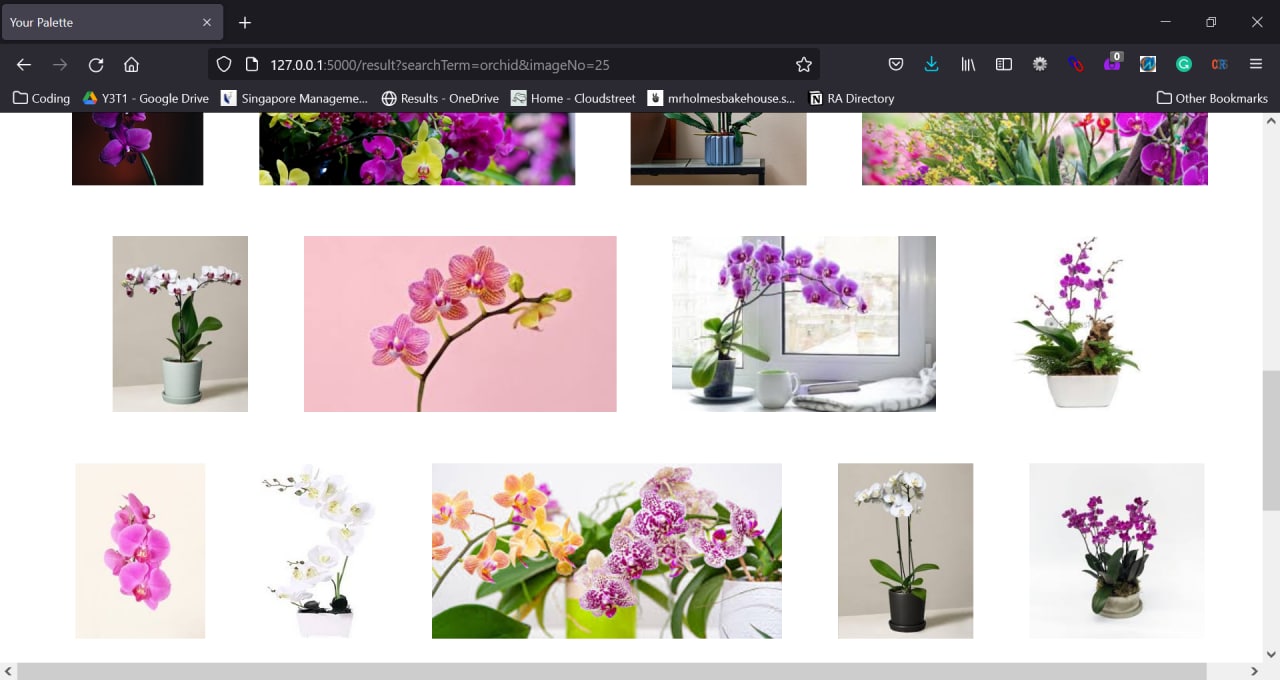 Your Palette
127.0.0.1:5000/result?searchTerm=orchid&imageNo=25
0
Coding Y3T1 - Google Drive Singapore Manageme... Results - OneDrive Home - Cloudstreet mrholmesbakehouse.s... RA Directory Other Bookmarks